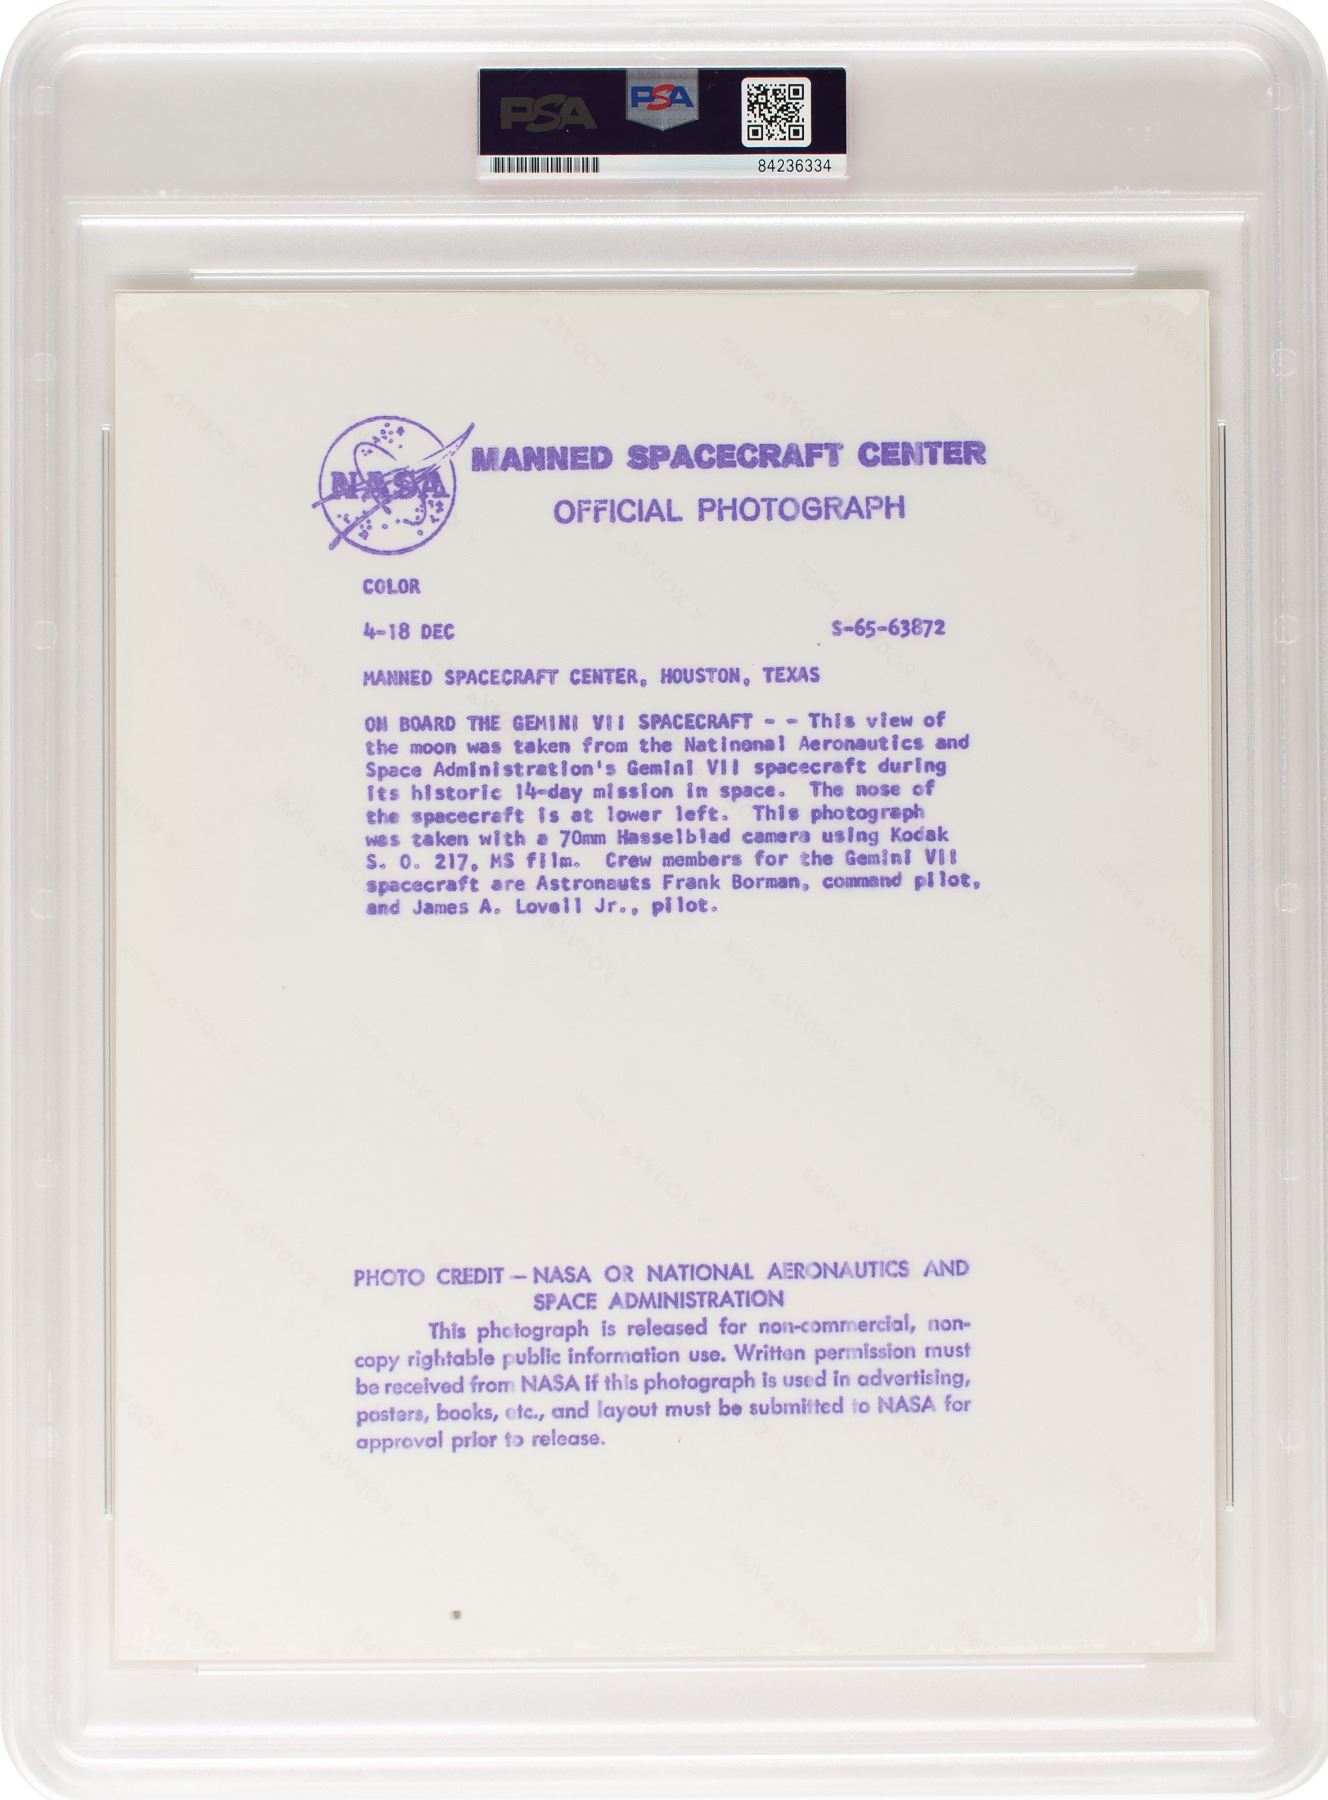 PSA
PSA
84236334
NASA
MANNED SPACECRAFT CENTER
OFFICIAL PHOTOGRAPH
COLOR
4-18 DEC S-65-63872
MANNED SPACECRAFT CENTER, HOUSTON, TEXAS
ON BOARD THE GEMINI VII SPACECRAFT - - This view of
the moon was taken from the Natinonal Aeronautics and
Space Administration's Gemini VII spacecraft during
its historic 14-day mission in space. The nose of
the spacecraft is at lower left. This photograph
was taken with a 70mm Hasselblad camera using Kodak
S. O. 217, MS film. Crew members for the Gemini VII
spacecraft are Astronauts Frank Borman, command pilot,
and James A. Lovell Jr., pilot.
PHOTO CREDIT — NASA OR NATIONAL AERONAUTICS AND
SPACE ADMINISTRATION
This photograph is released for non-commercial, non-
copy rightable public information use. Written permission must
be received from NASA if this photograph is used in advertising,
posters, books, etc., and layout must be submitted to NASA for
approval prior to release.